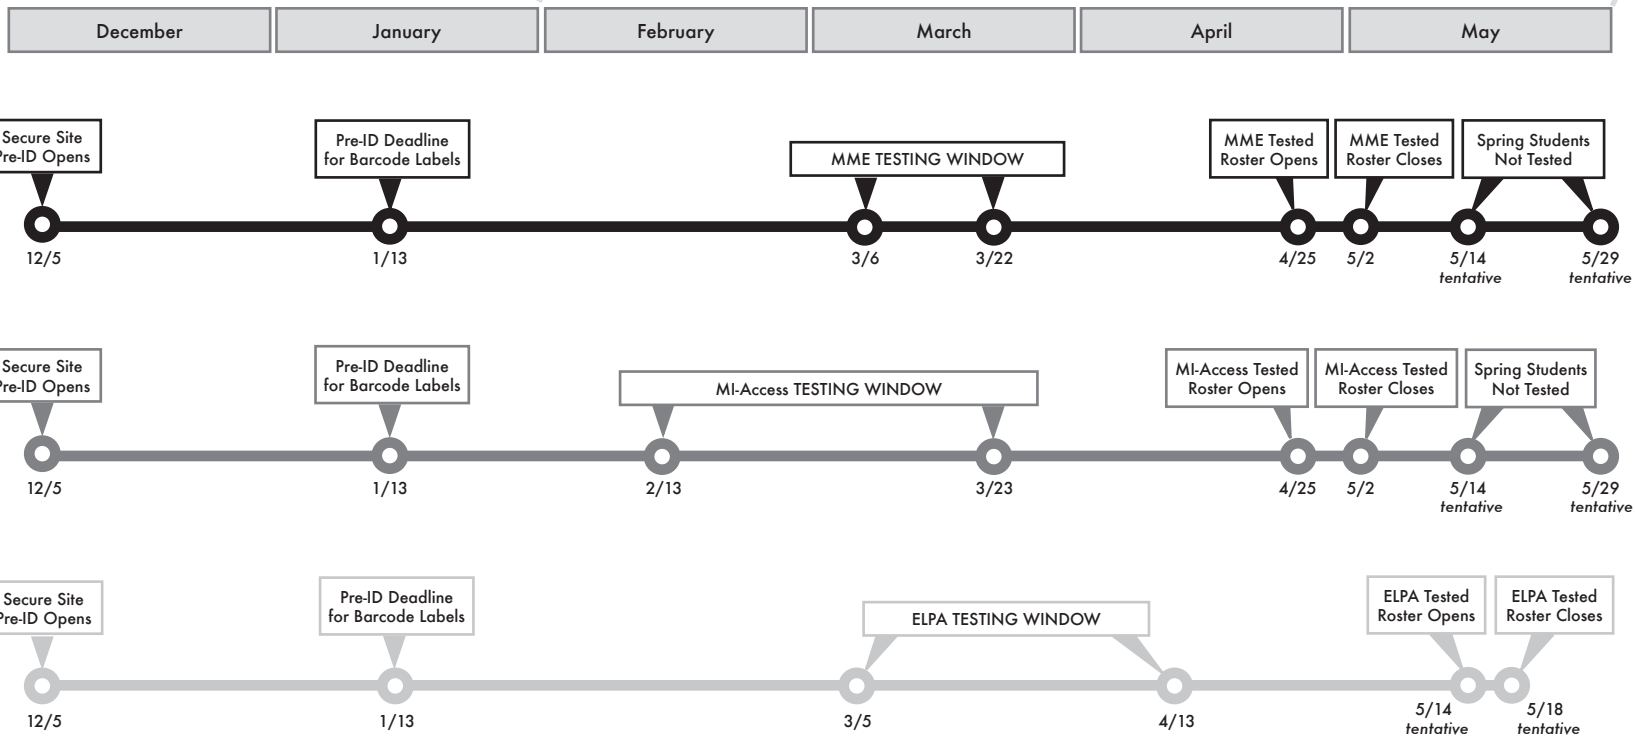 December
January
February
March
April
May
Secure Site
Pre-ID Opens
Pre-ID Deadline
for Barcode Labels
MME TESTING WINDOW
MME Tested
Roster Opens
MME Tested
Roster Closes
Spring Students
Not Tested
12/5
1/13
3/6
3/22
4/25
5/2
5/14
tentative
5/29
tentative
Secure Site
Pre-ID Opens
Pre-ID Deadline
for Barcode Labels
MI-Access TESTING WINDOW
MI-Access Tested
Roster Opens
MI-Access Tested
Roster Closes
Spring Students
Not Tested
12/5
1/13
2/13
3/23
4/25
5/2
5/14
tentative
5/29
tentative
Secure Site
Pre-ID Opens
Pre-ID Deadline
for Barcode Labels
ELPA TESTING WINDOW
ELPA Tested
Roster Opens
ELPA Tested
Roster Closes
12/5
1/13
3/5
4/13
5/14
tentative
5/18
tentative